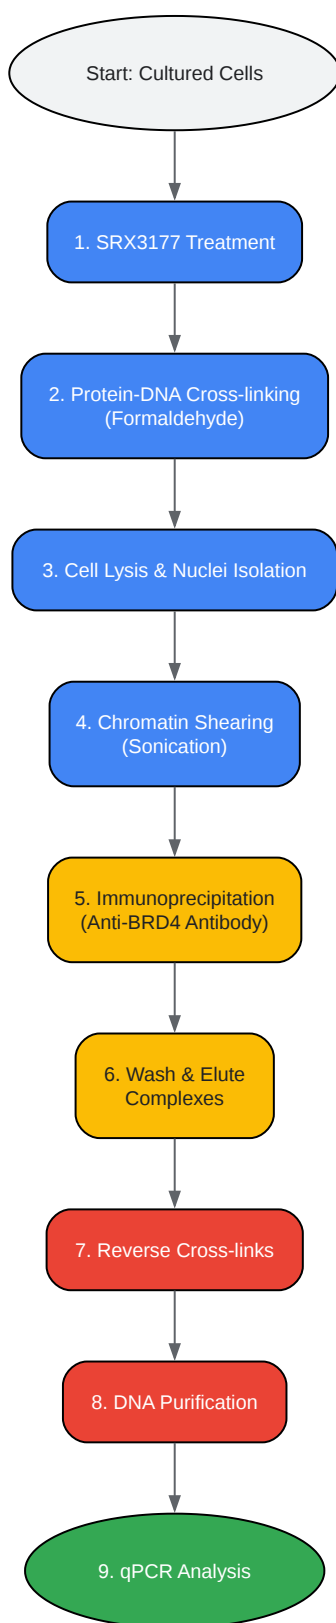 Start: Cultured Cells
1. SRX3177 Treatment
2. Protein-DNA Cross-linking
(Formaldehyde)
3. Cell Lysis & Nuclei Isolation
4. Chromatin Shearing
(Sonication)
5. Immunoprecipitation
(Anti-BRD4 Antibody)
6. Wash & Elute
Complexes
7. Reverse Cross-links
8. DNA Purification
9. qPCR Analysis